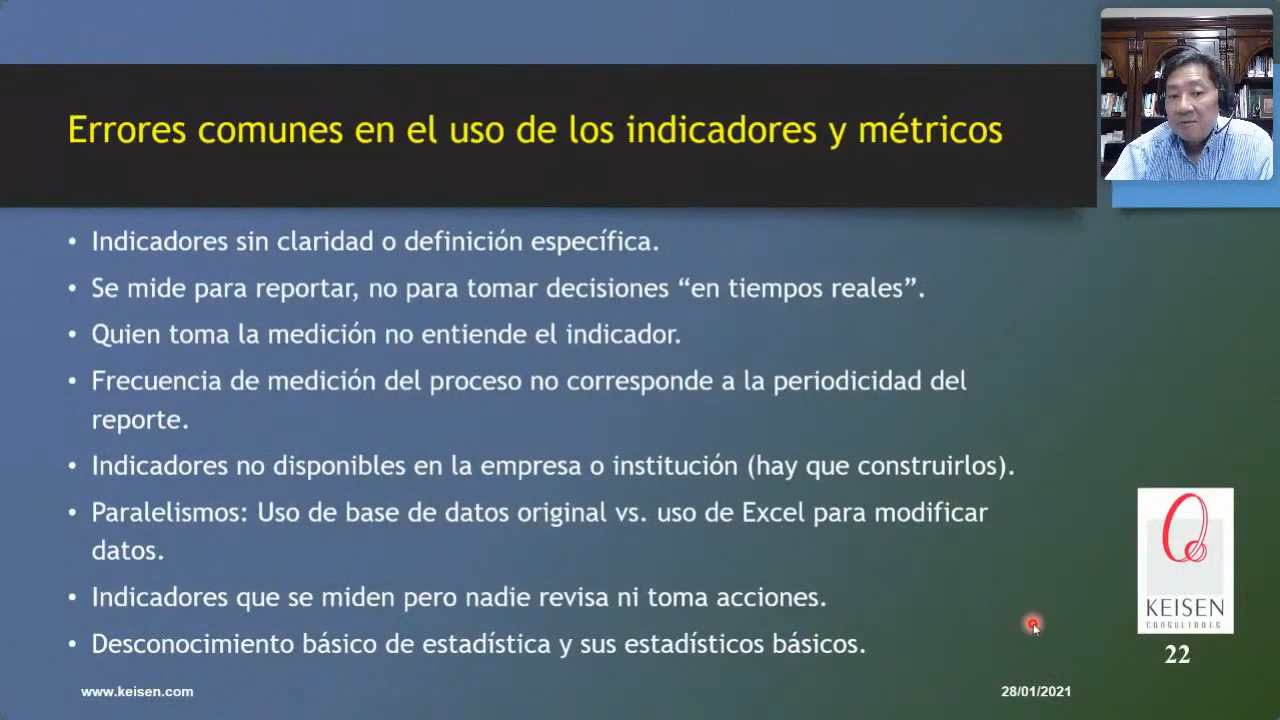 Errores comunes en el uso de los indicadores y métricos
• Indicadores sin claridad o definición específica.
• Se mide para reportar, no para tomar decisiones “en tiempos reales”.
• Quien toma la medición no entiende el indicador.
• Frecuencia de medición del proceso no corresponde a la periodicidad del
reporte.
• Indicadores no disponibles en la empresa o institución (hay que construirlos).
• Paralelismos: Uso de base de datos original vs. uso de Excel para modificar
datos.
• Indicadores que se miden pero nadie revisa ni toma acciones.
• Desconocimiento básico de estadística y sus estadísticos básicos.
KEISEN
CONSULTORES
22
www.keisen.com
28/01/2021